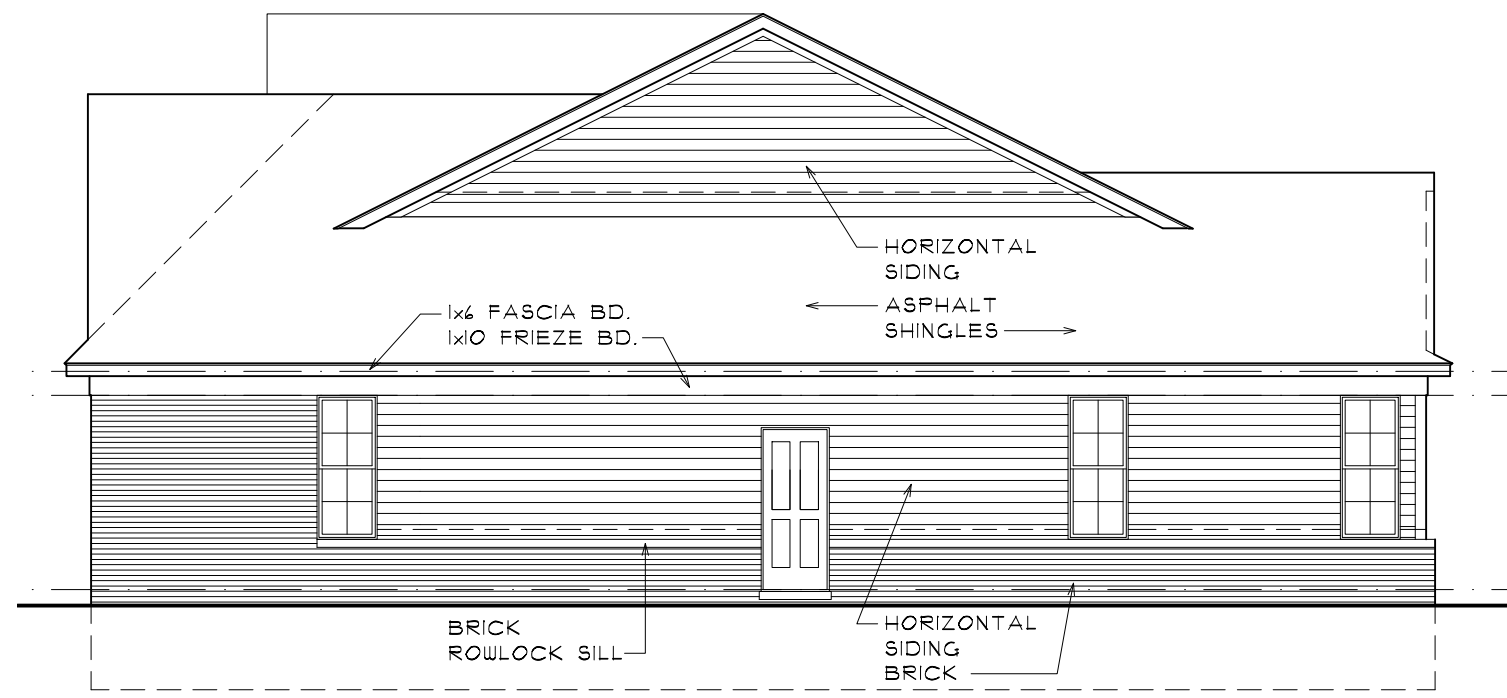 HORIZONTAL
SIDING
ASPHALT
SHINGLES
1x6 FASCIA BD.
1x10 FRIEZE BD.
BRICK
ROWLOCK SILL
HORIZONTAL
SIDING
BRICK